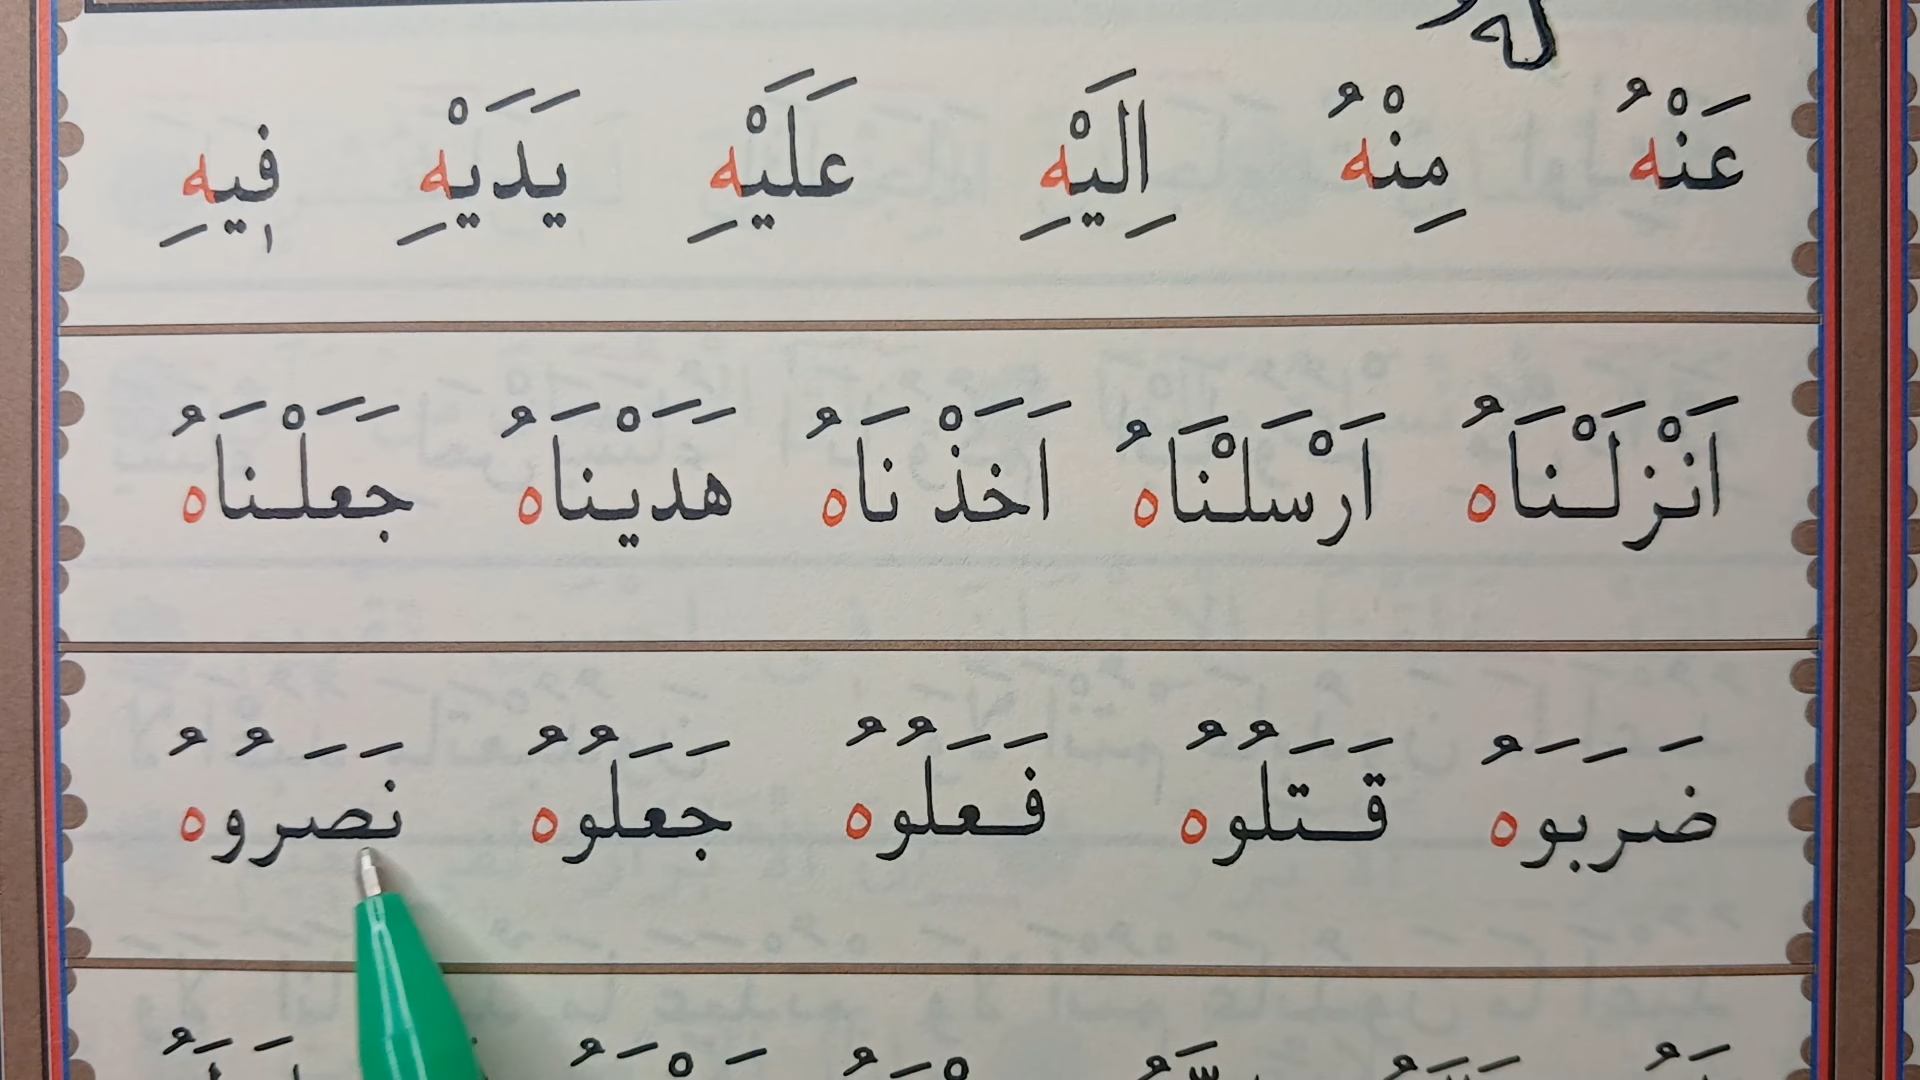 عَنْهُ مِنْهُ اِلَيْهِ عَلَيْهِ يَدَيْهِ فٖيهِ
اَنْزَلْنَاهُ اَرْسَلْنَاهُ اَخَذْنَاهُ هَدَيْنَاهُ جَعَلْنَاهُ
ضَرَبَوهُ قَتَلُوهُ فَعَلُوهُ جَعَلُوهُ نَصَرُوهُ